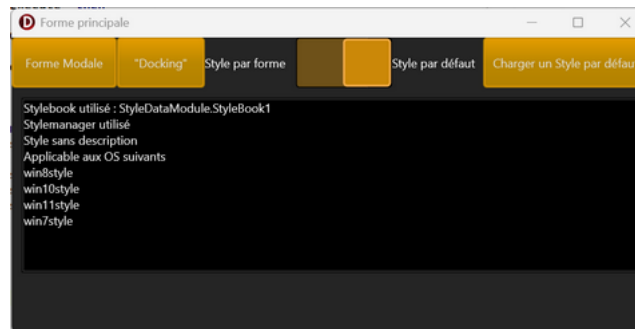 Forme principale
Forme Modale
"Docking"
Style par forme
Style par défaut
Charger un Style par défau
Stylebook utilisé : StyleDataModule.StyleBook1
Stylemanager utilisé
Style sans description
Applicable aux OS suivants
win8style
win10style
win11style
win7style